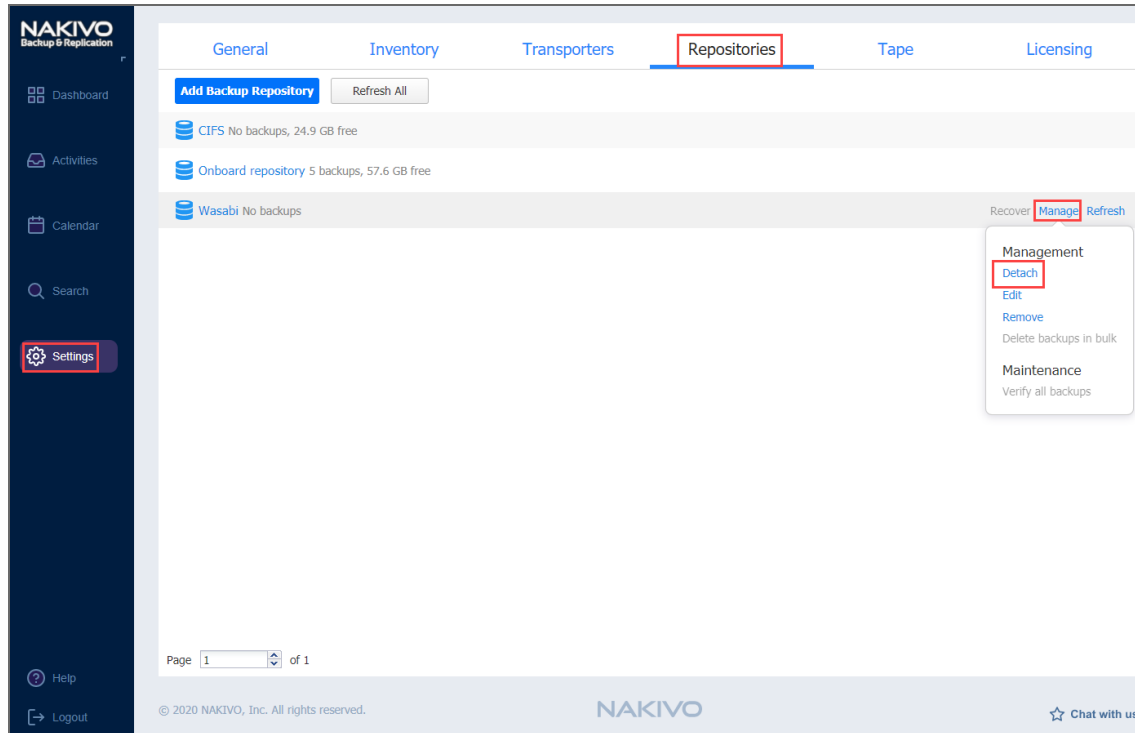 NAKIVO
Backup & Replication
Dashboard
Activities
Calendar
Search
Settings
Help
Logout
General Inventory Transporters Repositories Tape Licensing
Add Backup Repository Refresh All
CIFS No backups, 24.9 GB free
Onboard repository 5 backups, 57.6 GB free
Wasabi No backups Recover Manage Refresh
Management
Detach
Edit
Remove
Delete backups in bulk
Maintenance
Verify all backups
Page 1 of 1
© 2020 NAKIVO, Inc. All rights reserved. NAKIVO Chat with us